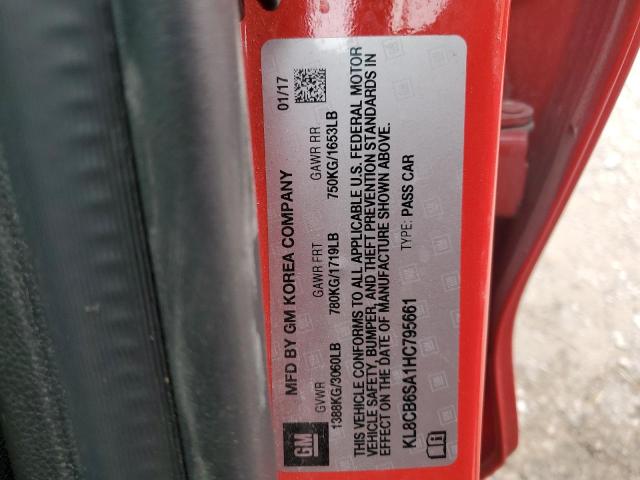 GM
MFD BY GM KOREA COMPANY 01/17
GVWR GAWR FRT GAWR RR
1388KG/3060LB 780KG/1719LB 750KG/1653LB
THIS VEHICLE CONFORMS TO ALL APPLICABLE U.S. FEDERAL MOTOR
VEHICLE SAFETY, BUMPER, AND THEFT PREVENTION STANDARDS IN
EFFECT ON THE DATE OF MANUFACTURE SHOWN ABOVE.
KL8CB6SA1HC795661 TYPE: PASS CAR